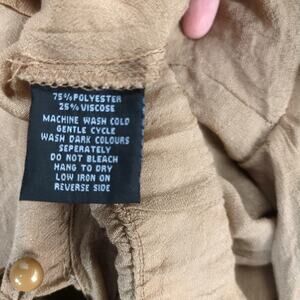 75% POLYESTER
25% VISCOSE
MACHINE WASH COLD
GENTLE CYCLE
WASH DARK COLOURS
SEPERATELY
DO NOT BLEACH
HANG TO DRY
LOW IRON ON
REVERSE SIDE